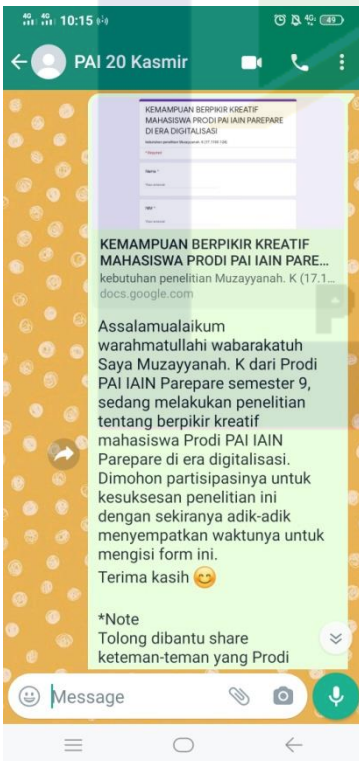 10:15
49
PAI 20 Kasmir
KEMAMPUAN BERPIKIR KREATIF
MAHASISWA PRODI PAI IAIN PAREPARE
DI ERA DIGITALISASI
KEMAMPUAN BERPIKIR KREATIF
MAHASISWA PRODI PAI IAIN PARE...
kebutuhan penelitian Muzayyanah. K (17.1...
docs.google.com
Assalamualaikum
warahmatullahi wabarakatuh
Saya Muzayyanah. K dari Prodi
PAI IAIN Parepare semester 9,
sedang melakukan penelitian
tentang berpikir kreatif
mahasiswa Prodi PAI IAIN
Parepare di era digitalisasi.
Dimohon partisipasinya untuk
kesuksesan penelitian ini
dengan sekiranya adik-adik
menyempatkan waktunya untuk
mengisi form ini.
Terima kasih 😊
*Note
Tolong dibantu share
keteman-teman yang Prodi
Message